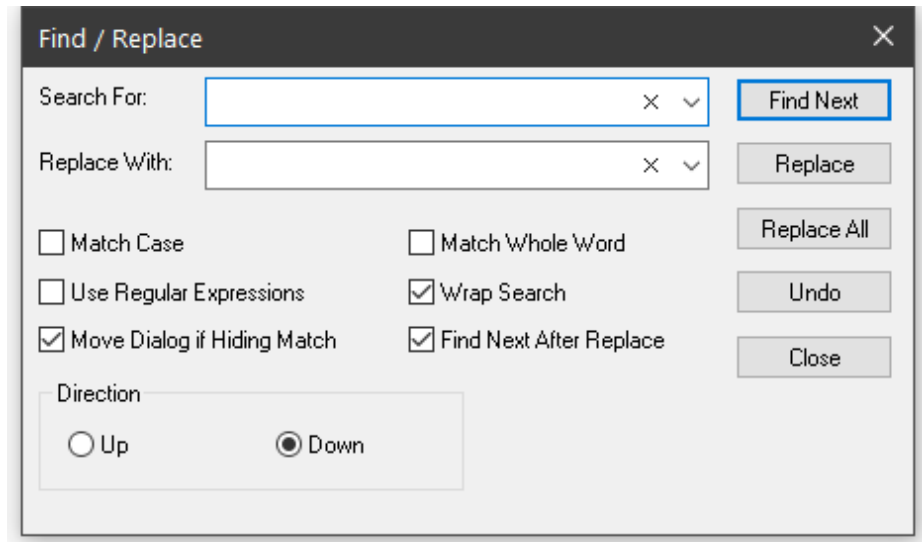 Find / Replace
Search For:
Find Next
Replace With:
Replace
Replace All
Match Case
Match Whole Word
Use Regular Expressions
Wrap Search
Undo
Move Dialog if Hiding Match
Find Next After Replace
Close
Direction
Up
Down